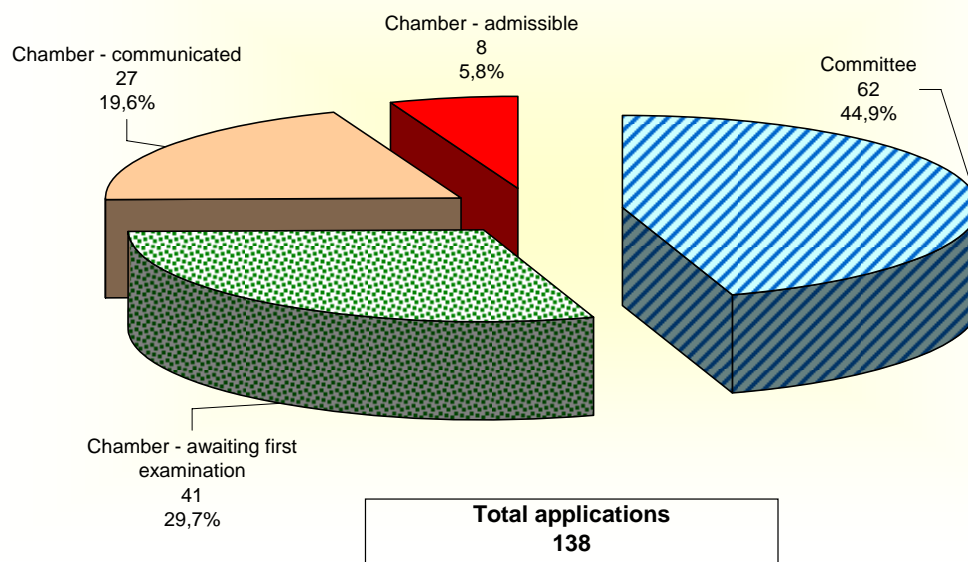 Chamber - admissible
8
5,8%
Chamber - communicated
27
19,6%
Committee
62
44,9%
Chamber - awaiting first
examination
41
29,7%
Total applications
138